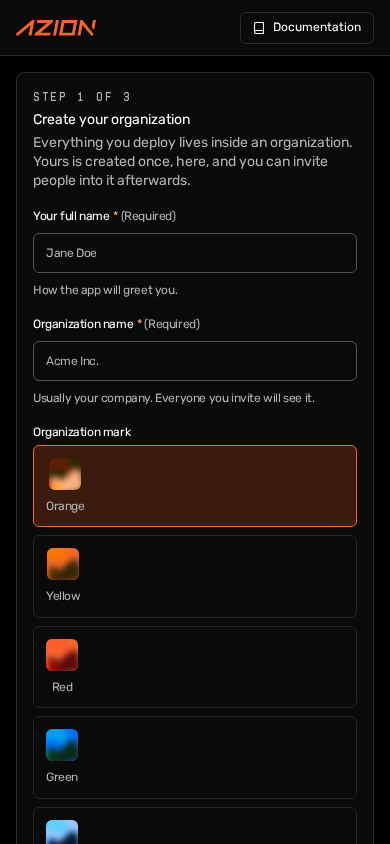 AZION
Documentation
STEP 1 OF 3
Create your organization
Everything you deploy lives inside an organization.
Yours is created once, here, and you can invite
people into it afterwards.
Your full name * (Required)
Jane Doe
How the app will greet you.
Organization name * (Required)
Acme Inc.
Usually your company. Everyone you invite will see it.
Organization mark
Orange
Yellow
Red
Green